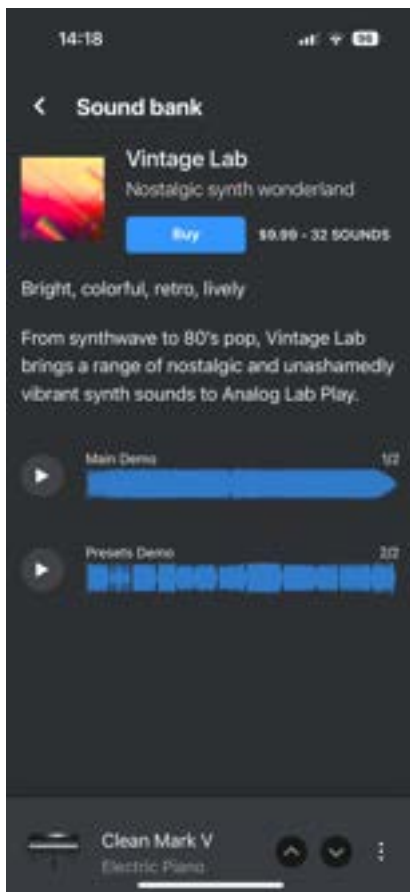 14:18
98
Sound bank
Vintage Lab
Nostalgic synth wonderland
Buy
$9.99 - 32 SOUNDS
Bright, colorful, retro, lively
From synthwave to 80's pop, Vintage Lab
brings a range of nostalgic and unashamedly
vibrant synth sounds to Analog Lab Play.
Main Demo
1/2
Presets Demo
2/2
Clean Mark V
Electric Piano